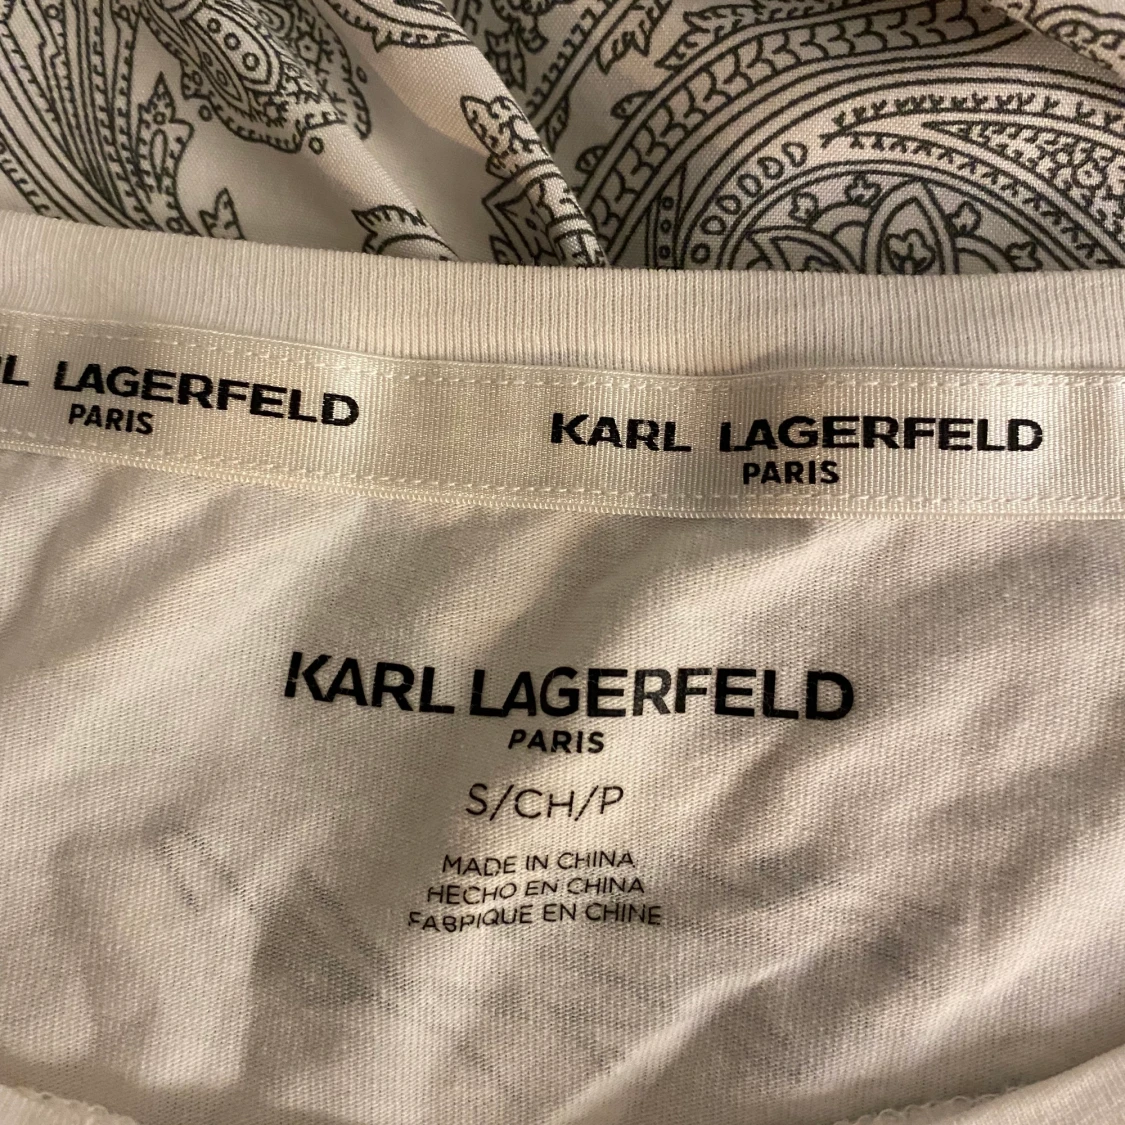 L LAGERFELD
PARIS
KARL LAGERFELD
PARIS
KARL LAGERFELD
PARIS
S/CH/P
MADE IN CHINA
HECHO EN CHINA
FABRIQUE EN CHINE